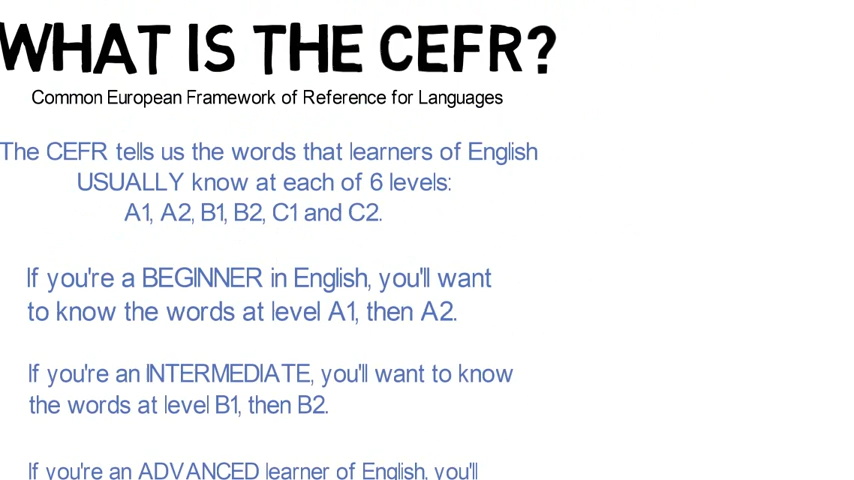 WHAT IS THE CEFR?
Common European Framework of Reference for Languages
The CEFR tells us the words that learners of English
USUALLY know at each of 6 levels:
A1, A2, B1, B2, C1 and C2.
If you're a BEGINNER in English, you'll want
to know the words at level A1, then A2.
If you're an INTERMEDIATE, you'll want to know
the words at level B1, then B2.
If you're an ADVANCED learner of English, you'll